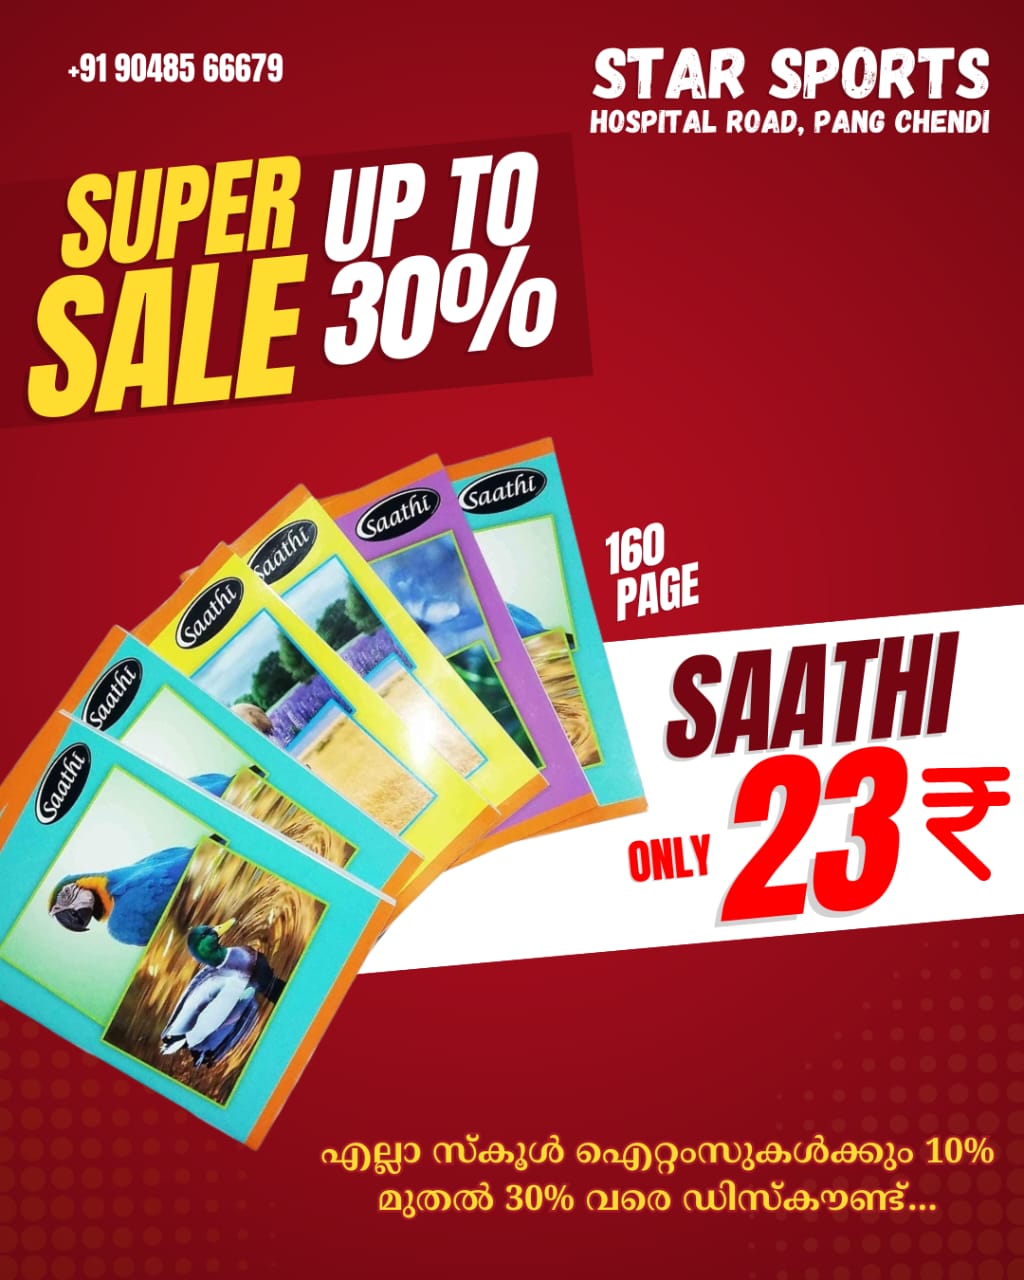 +91 90485 66679
STAR SPORTS
HOSPITAL ROAD, PANG CHENDI
SUPER
SALE
UP TO
30%
Saathi
Saathi
Saathi
Saathi
Saathi
Saathi
160
PAGE
SAATHI
ONLY 23₹
എല്ലാ സ്കൂൾ ഐറ്റംസുകൾക്കും 10%
മുതൽ 30% വരെ ഡിസ്കൗണ്ട്...